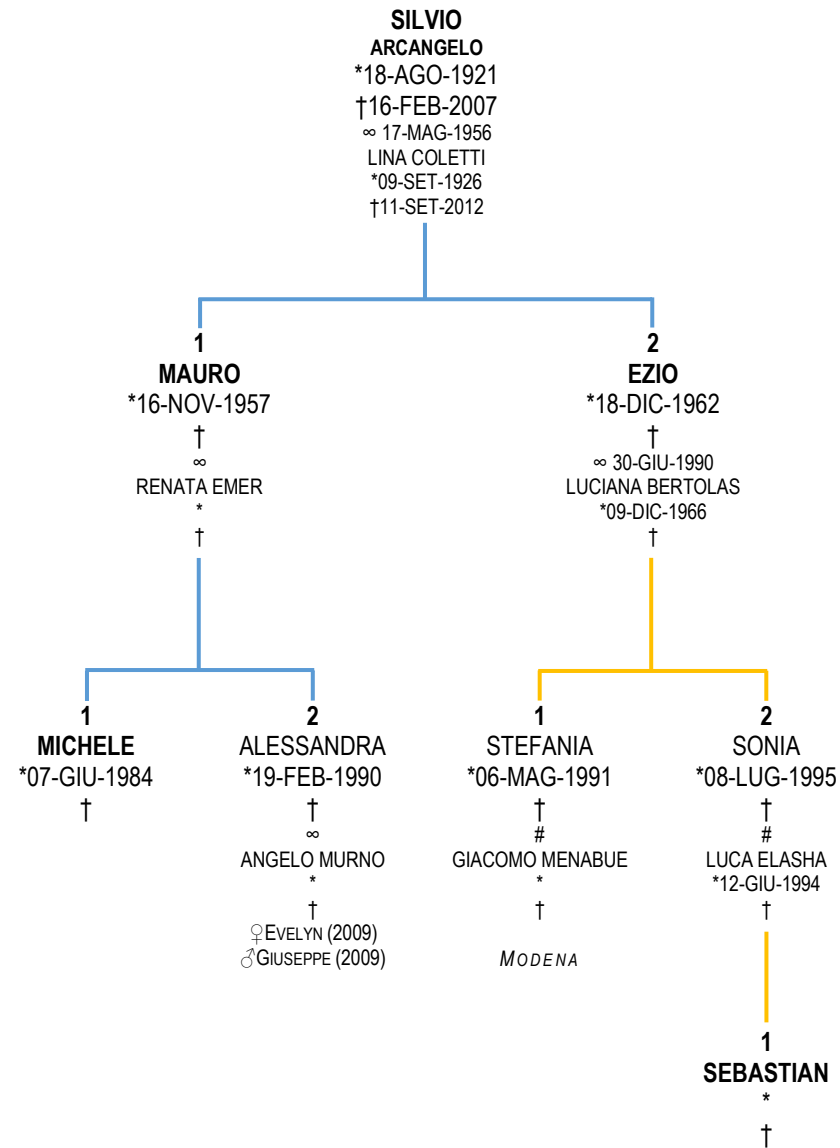 SILVIO
ARCANGELO
*18-AGO-1921
†16-FEB-2007
∞ 17-MAG-1956
LINA COLETTI
*09-SET-1926
†11-SET-2012
1
MAURO
*16-NOV-1957
†
∞
RENATA EMER
*
†
2
EZIO
*18-DIC-1962
†
∞ 30-GIU-1990
LUCIANA BERTOLAS
*09-DIC-1966
†
1
MICHELE
*07-GIU-1984
†
2
ALESSANDRA
*19-FEB-1990
†
∞
ANGELO MURNO
*
†
♀EVELYN (2009)
♂GIUSEPPE (2009)
1
STEFANIA
*06-MAG-1991
†
#
GIACOMO MENABUE
*
†
MODENA
2
SONIA
*08-LUG-1995
†
#
LUCA ELASHA
*12-GIU-1994
†
1
SEBASTIAN
*
†